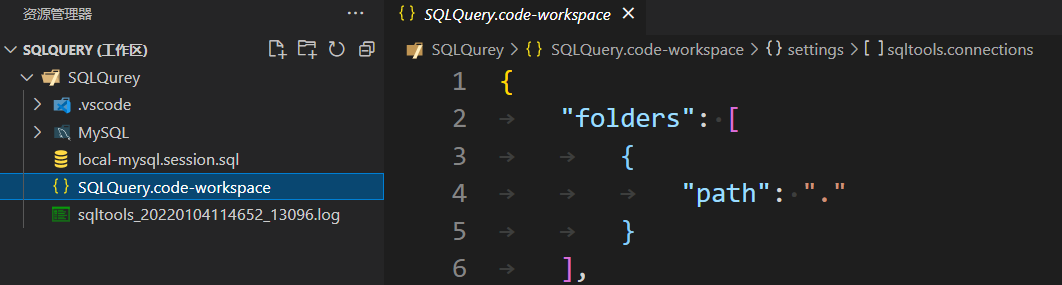 资源管理器 ···
SQLQUERY (工作区)
SQLQurey
.vscode
MySQL
local-mysql.session.sql
{} SQLQuery.code-workspace
sqltools_20220104114652_13096.log
{} SQLQuery.code-workspace ×
SQLQurey > {} SQLQuery.code-workspace > {} settings > [ ] sqltools.connections
1 {
2 "folders": [
3 {
4 "path": "."
5 }
6 ],